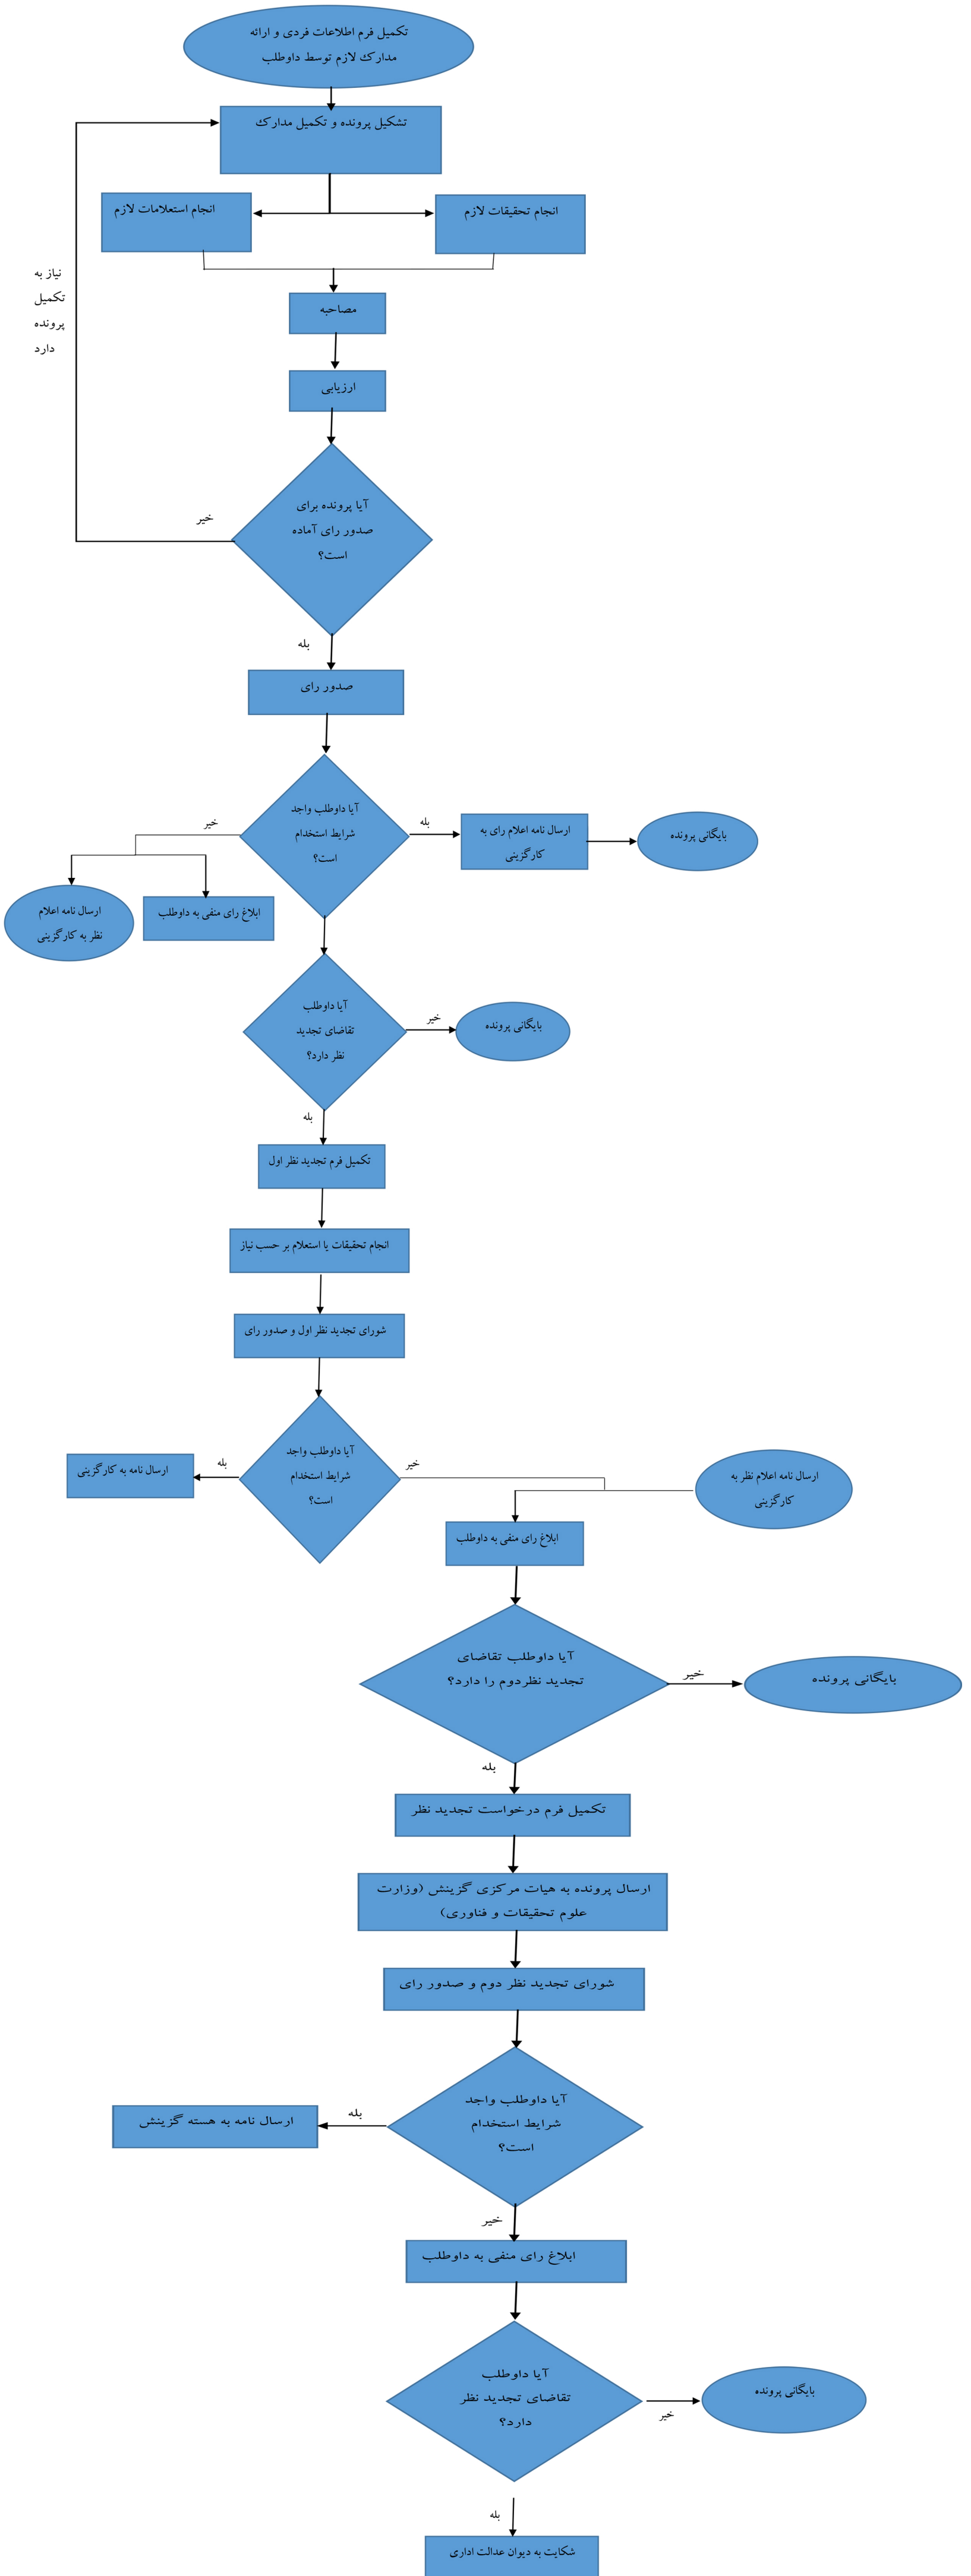 تکمیل فرم اطلاعات فردی و ارائه
مدارک لازم توسط داوطلب
تشکیل پرونده و تکمیل مدارک
انجام تحقیقات لازم
انجام استعلامات لازم
نیاز به
تکمیل
پرونده
دارد
مصاحبه
ارزیابی
آیا پرونده برای
صدور رای آماده
است؟
خیر
بله
صدور رای
آیا داوطلب واجد
شرایط استخدام
است؟
بله
ارسال نامه اعلام رای به
کارگزینی
بایگانی پرونده
خیر
ابلاغ رای منفی به داوطلب
ارسال نامه اعلام
نظر به کارگزینی
آیا داوطلب
تقاضای تجدید
نظر دارد؟
خیر
بایگانی پرونده
بله
تکمیل فرم تجدید نظر اول
انجام تحقیقات یا استعلام بر حسب نیاز
شورای تجدید نظر اول و صدور رای
آیا داوطلب واجد
شرایط استخدام
است؟
بله
ارسال نامه به کارگزینی
خیر
ارسال نامه اعلام نظر به
کارگزینی
ابلاغ رای منفی به داوطلب
آیا داوطلب تقاضای
تجدید نظردوم را دارد؟
خیر
بایگانی پرونده
بله
تکمیل فرم درخواست تجدید نظر
ارسال پرونده به هیات مرکزی گزینش (وزارت
علوم تحقیقات و فناوری)
شورای تجدید نظر دوم و صدور رای
آیا داوطلب واجد
شرایط استخدام
است؟
بله
ارسال نامه به هسته گزینش
خیر
ابلاغ رای منفی به داوطلب
آیا داوطلب
تقاضای تجدید نظر
دارد؟
خیر
بایگانی پرونده
بله
شکایت به دیوان عدالت اداری